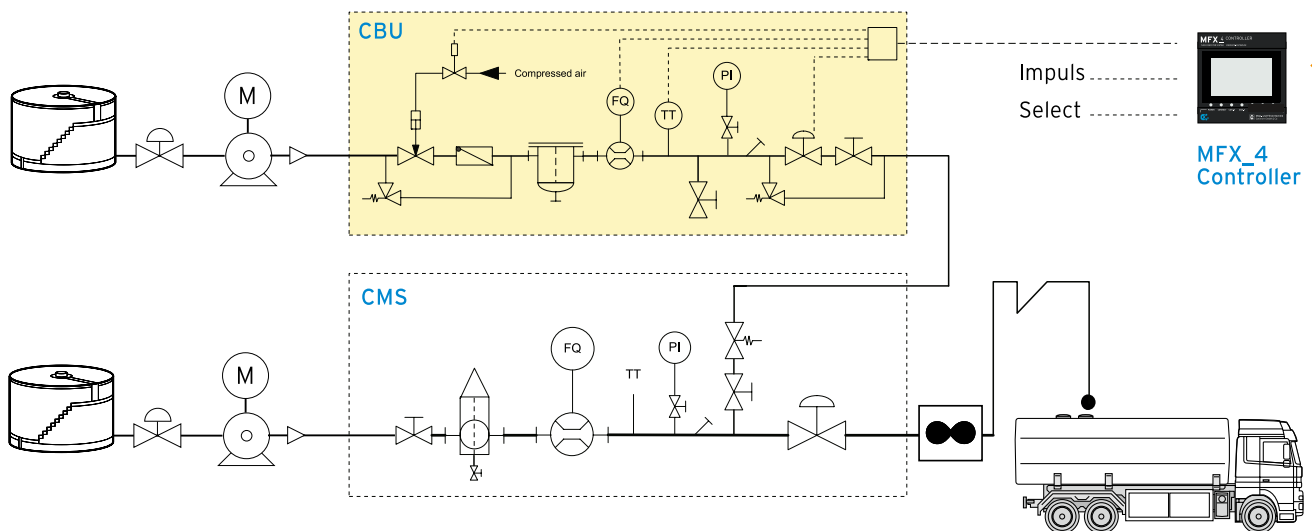 CBU
MFX_4 CONTROLLER
Compressed air
PI
Impuls
M
FQ
TT
Select
MFX_4
Controller
CMS
FQ
PI
M
TT